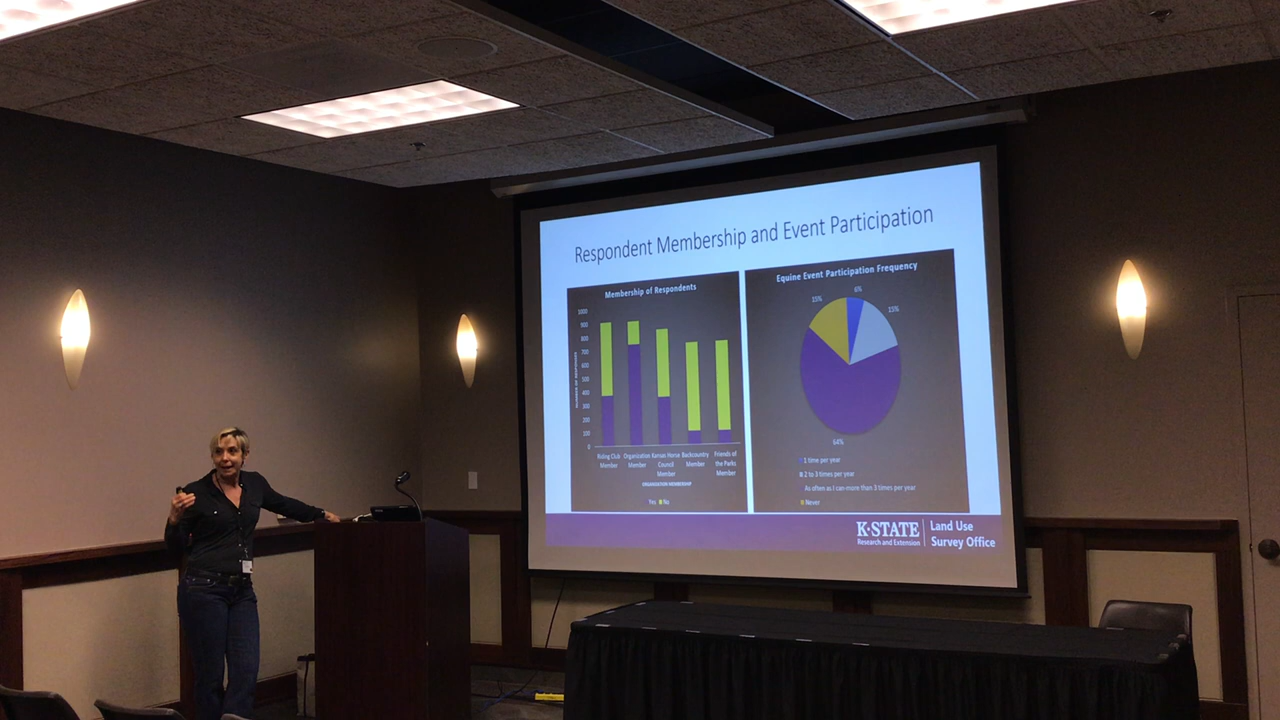 Respondent Membership and Event Participation
Membership of Respondents
1000
900
800
700
600
500
400
300
200
100
0
Riding Club Member
Organization Member
Kansas Horse Council Member
Backcountry Member
Friends of the Parks Member
ORGANIZATION MEMBERSHIP
Yes No
Equine Event Participation Frequency
15%
6%
15%
64%
1 time per year
2 to 3 times per year
As often as I can-more than 3 times per year
Never
K-STATE
Research and Extension
Land Use
Survey Office